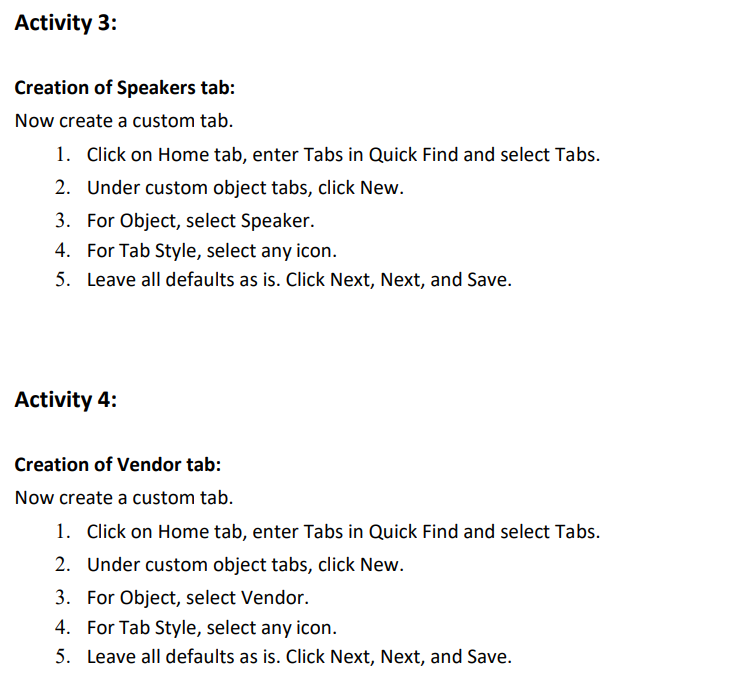 Activity 3:
Creation of Speakers tab:
Now create a custom tab.
1. Click on Home tab, enter Tabs in Quick Find and select Tabs.
2. Under custom object tabs, click New.
3. For Object, select Speaker.
4. For Tab Style, select any icon.
5. Leave all defaults as is. Click Next, Next, and Save.
Activity 4:
Creation of Vendor tab:
Now create a custom tab.
1. Click on Home tab, enter Tabs in Quick Find and select Tabs.
2. Under custom object tabs, click New.
3. For Object, select Vendor.
4. For Tab Style, select any icon.
5. Leave all defaults as is. Click Next, Next, and Save.